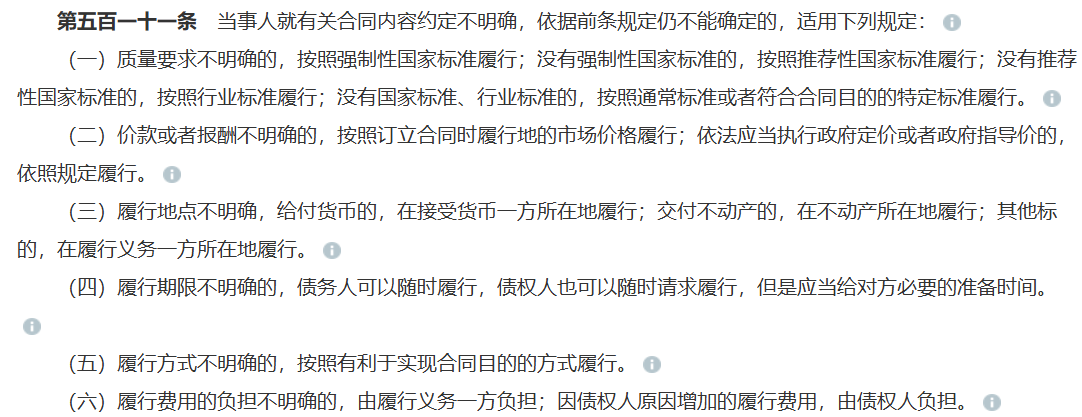 第五百一十一条 当事人就有关合同内容约定不明确，依据前条规定仍不能确定的，适用下列规定：
（一）质量要求不明确的，按照强制性国家标准履行；没有强制性国家标准的，按照推荐性国家标准履行；没有推荐
性国家标准的，按照行业标准履行；没有国家标准、行业标准的，按照通常标准或者符合合同目的的特定标准履行。
（二）价款或者报酬不明确的，按照订立合同时履行地的市场价格履行；依法应当执行政府定价或者政府指导价的，
依照规定履行。
（三）履行地点不明确，给付货币的，在接受货币一方所在地履行；交付不动产的，在不动产所在地履行；其他标
的，在履行义务一方所在地履行。
（四）履行期限不明确的，债务人可以随时履行，债权人也可以随时请求履行，但是应当给对方必要的准备时间。
（五）履行方式不明确的，按照有利于实现合同目的的方式履行。
（六）履行费用的负担不明确的，由履行义务一方负担；因债权人原因增加的履行费用，由债权人负担。